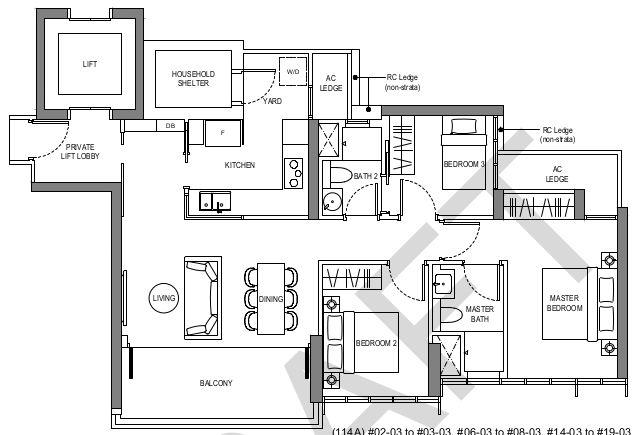 LIFT
HOUSEHOLD
SHELTER
W/D
YARD
AC
LEDGE
RC Ledge
(non-strata)
DB
F
PRIVATE
LIFT LOBBY
KITCHEN
BATH 2
BEDROOM 3
RC Ledge
(non-strata)
AC
LEDGE
LIVING
DINING
MASTER
BEDROOM
MASTER
BATH
BEDROOM 2
BALCONY
DRAFT
(114A) #02-03 to #03-03, #06-03 to #08-03, #14-03 to #19-03